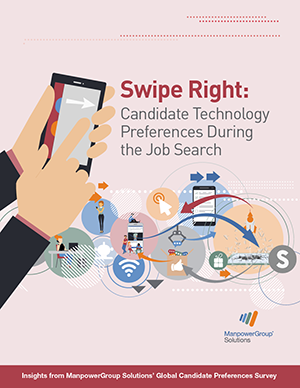 Swipe Right:
Candidate Technology
Preferences During
the Job Search
S
ManpowerGroup
Solutions
Insights from ManpowerGroup Solutions' Global Candidate Preferences Survey